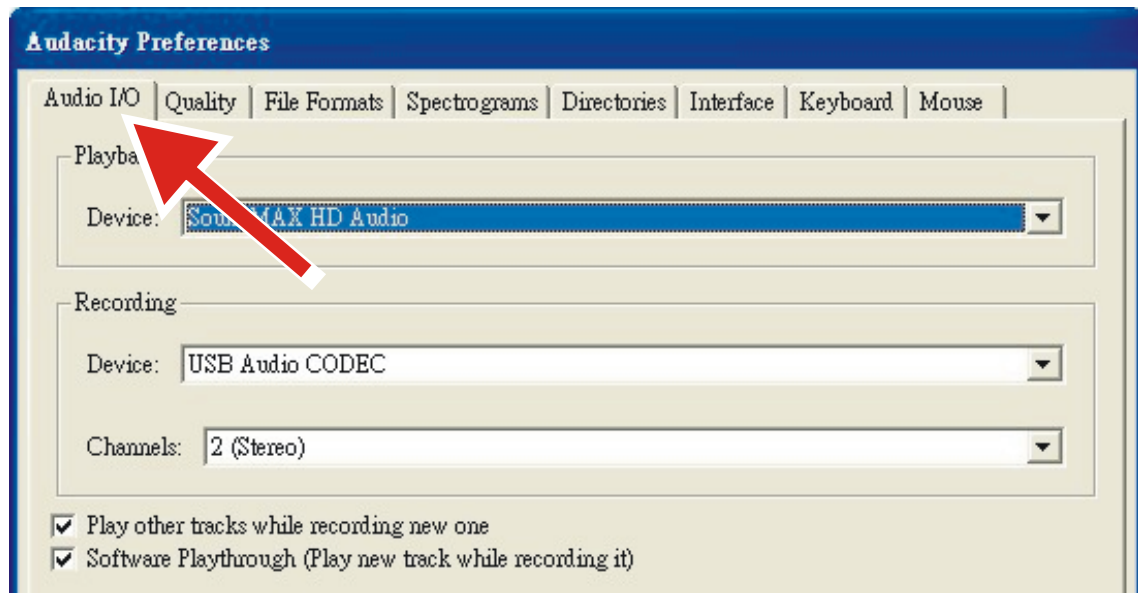 Audacity Preferences
Audio I/O Quality File Formats Spectrograms Directories Interface Keyboard Mouse
Device: MAX HD Audio
Recording
Device: USB Audio CODEC
Channels: 2 (Stereo)
Play other tracks while recording new one
Software Playthrough (Play new track while recording it)